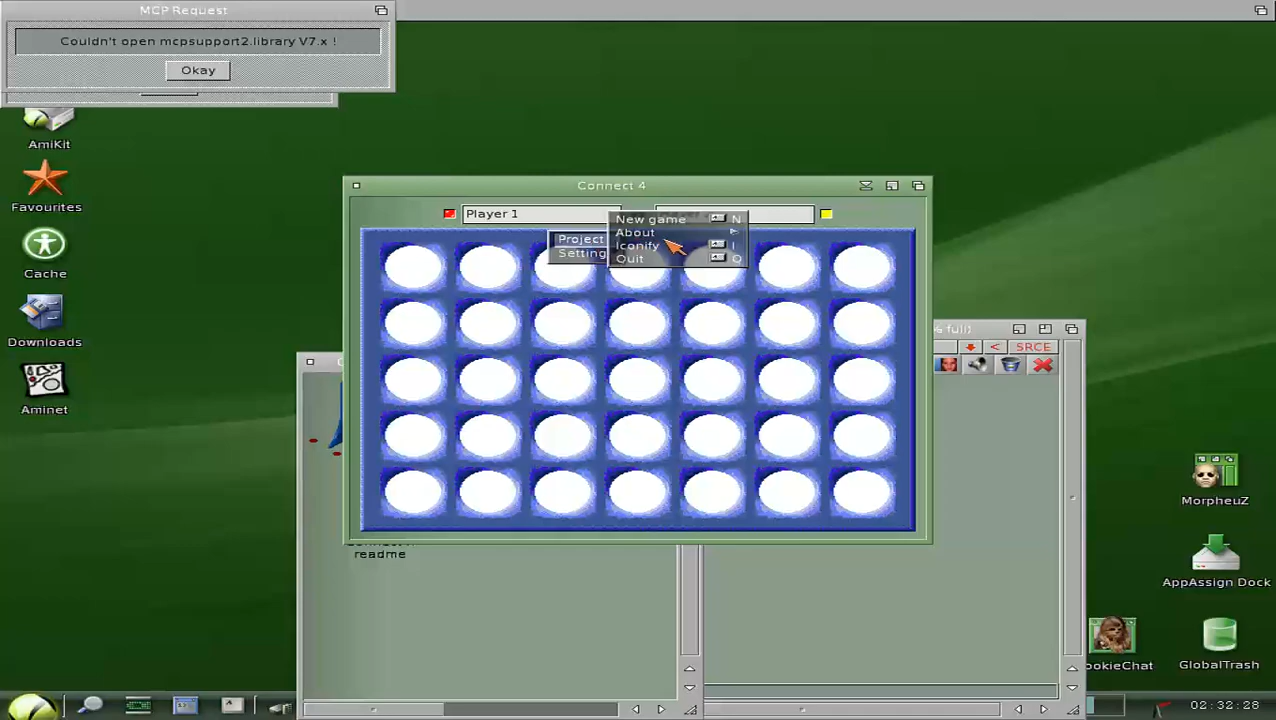 MCP Request
Couldn't open mcpsupport2.library V7.x !
Okay
AmiKit
Favourites
Cache
Downloads
Aminet
Connect 4
Player 1
New game N
About
Iconify I
Quit Q
Project
Setting
% full)
< SRCE
readme
MorpheuZ
AppAssign Dock
ookieChat
GlobalTrash
02:32:28